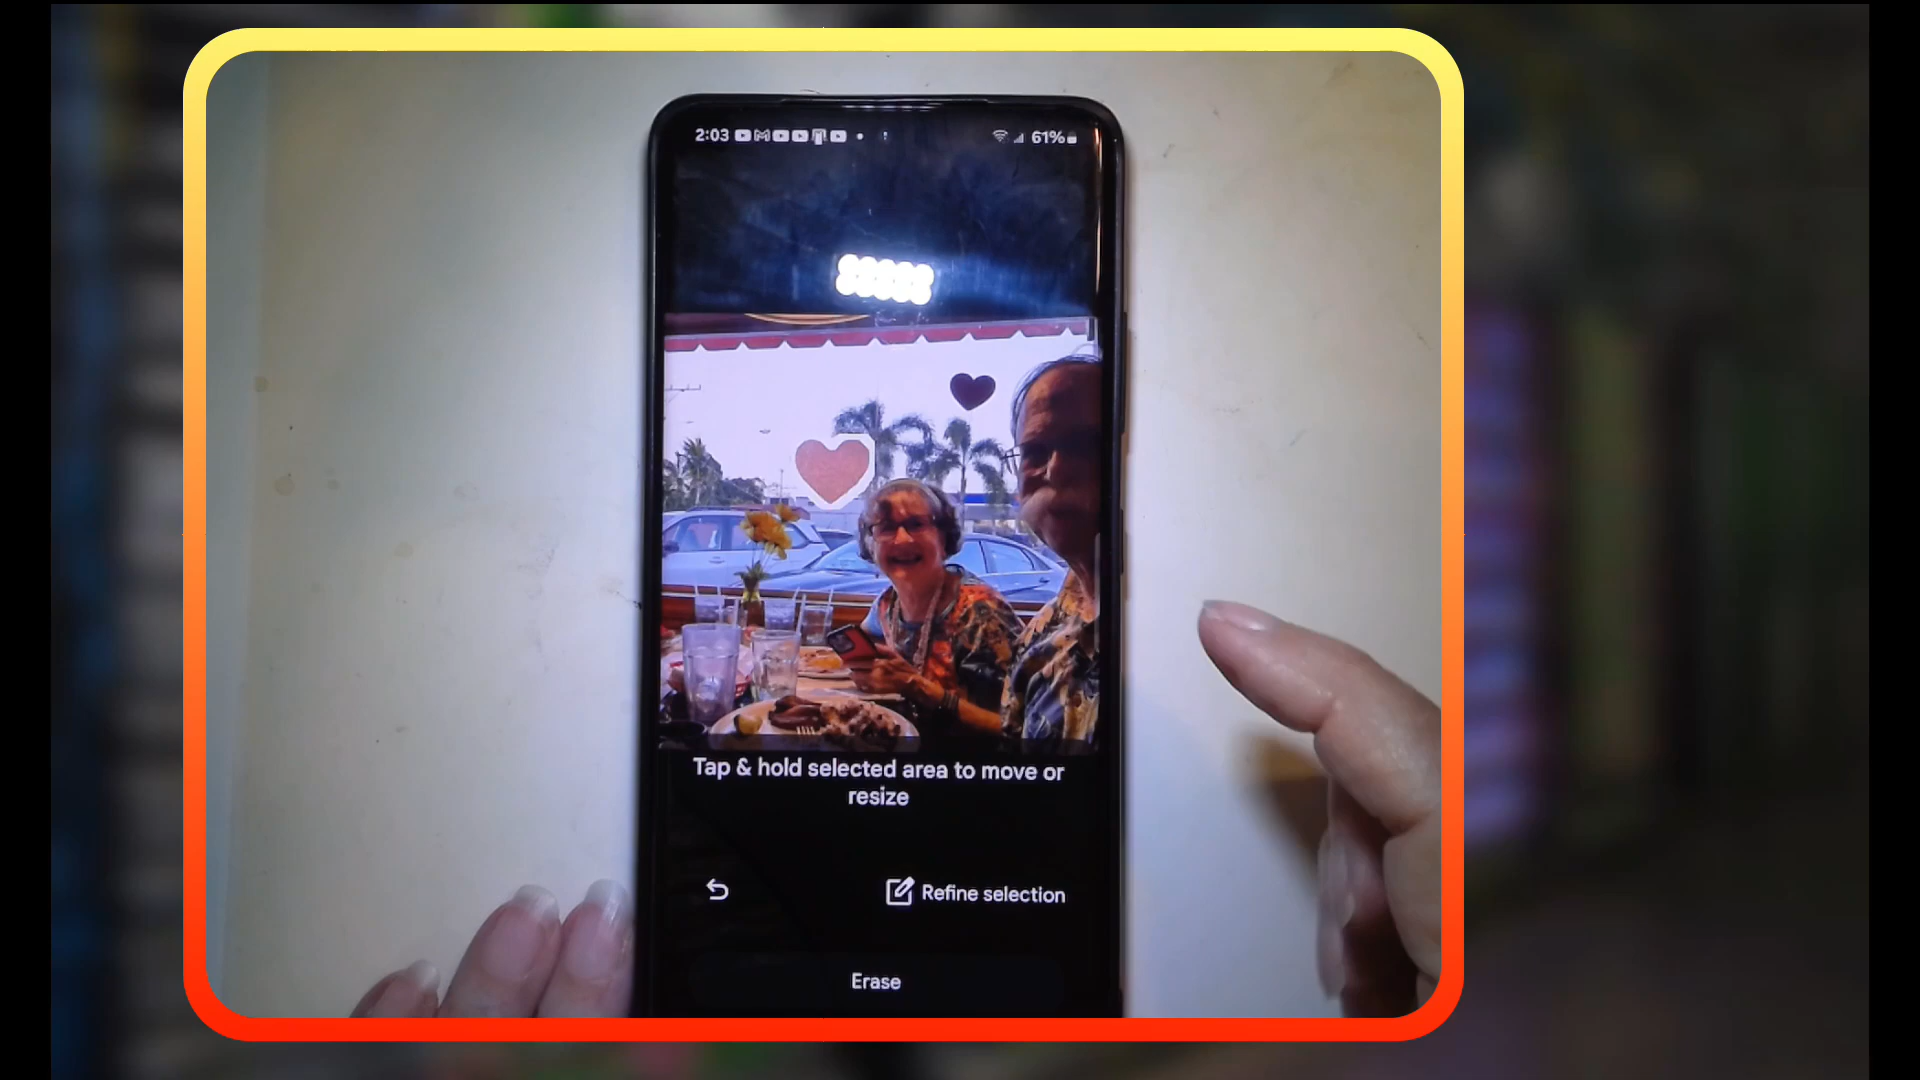 2:03
61%
Tap & hold selected area to move or
resize
Refine selection
Erase